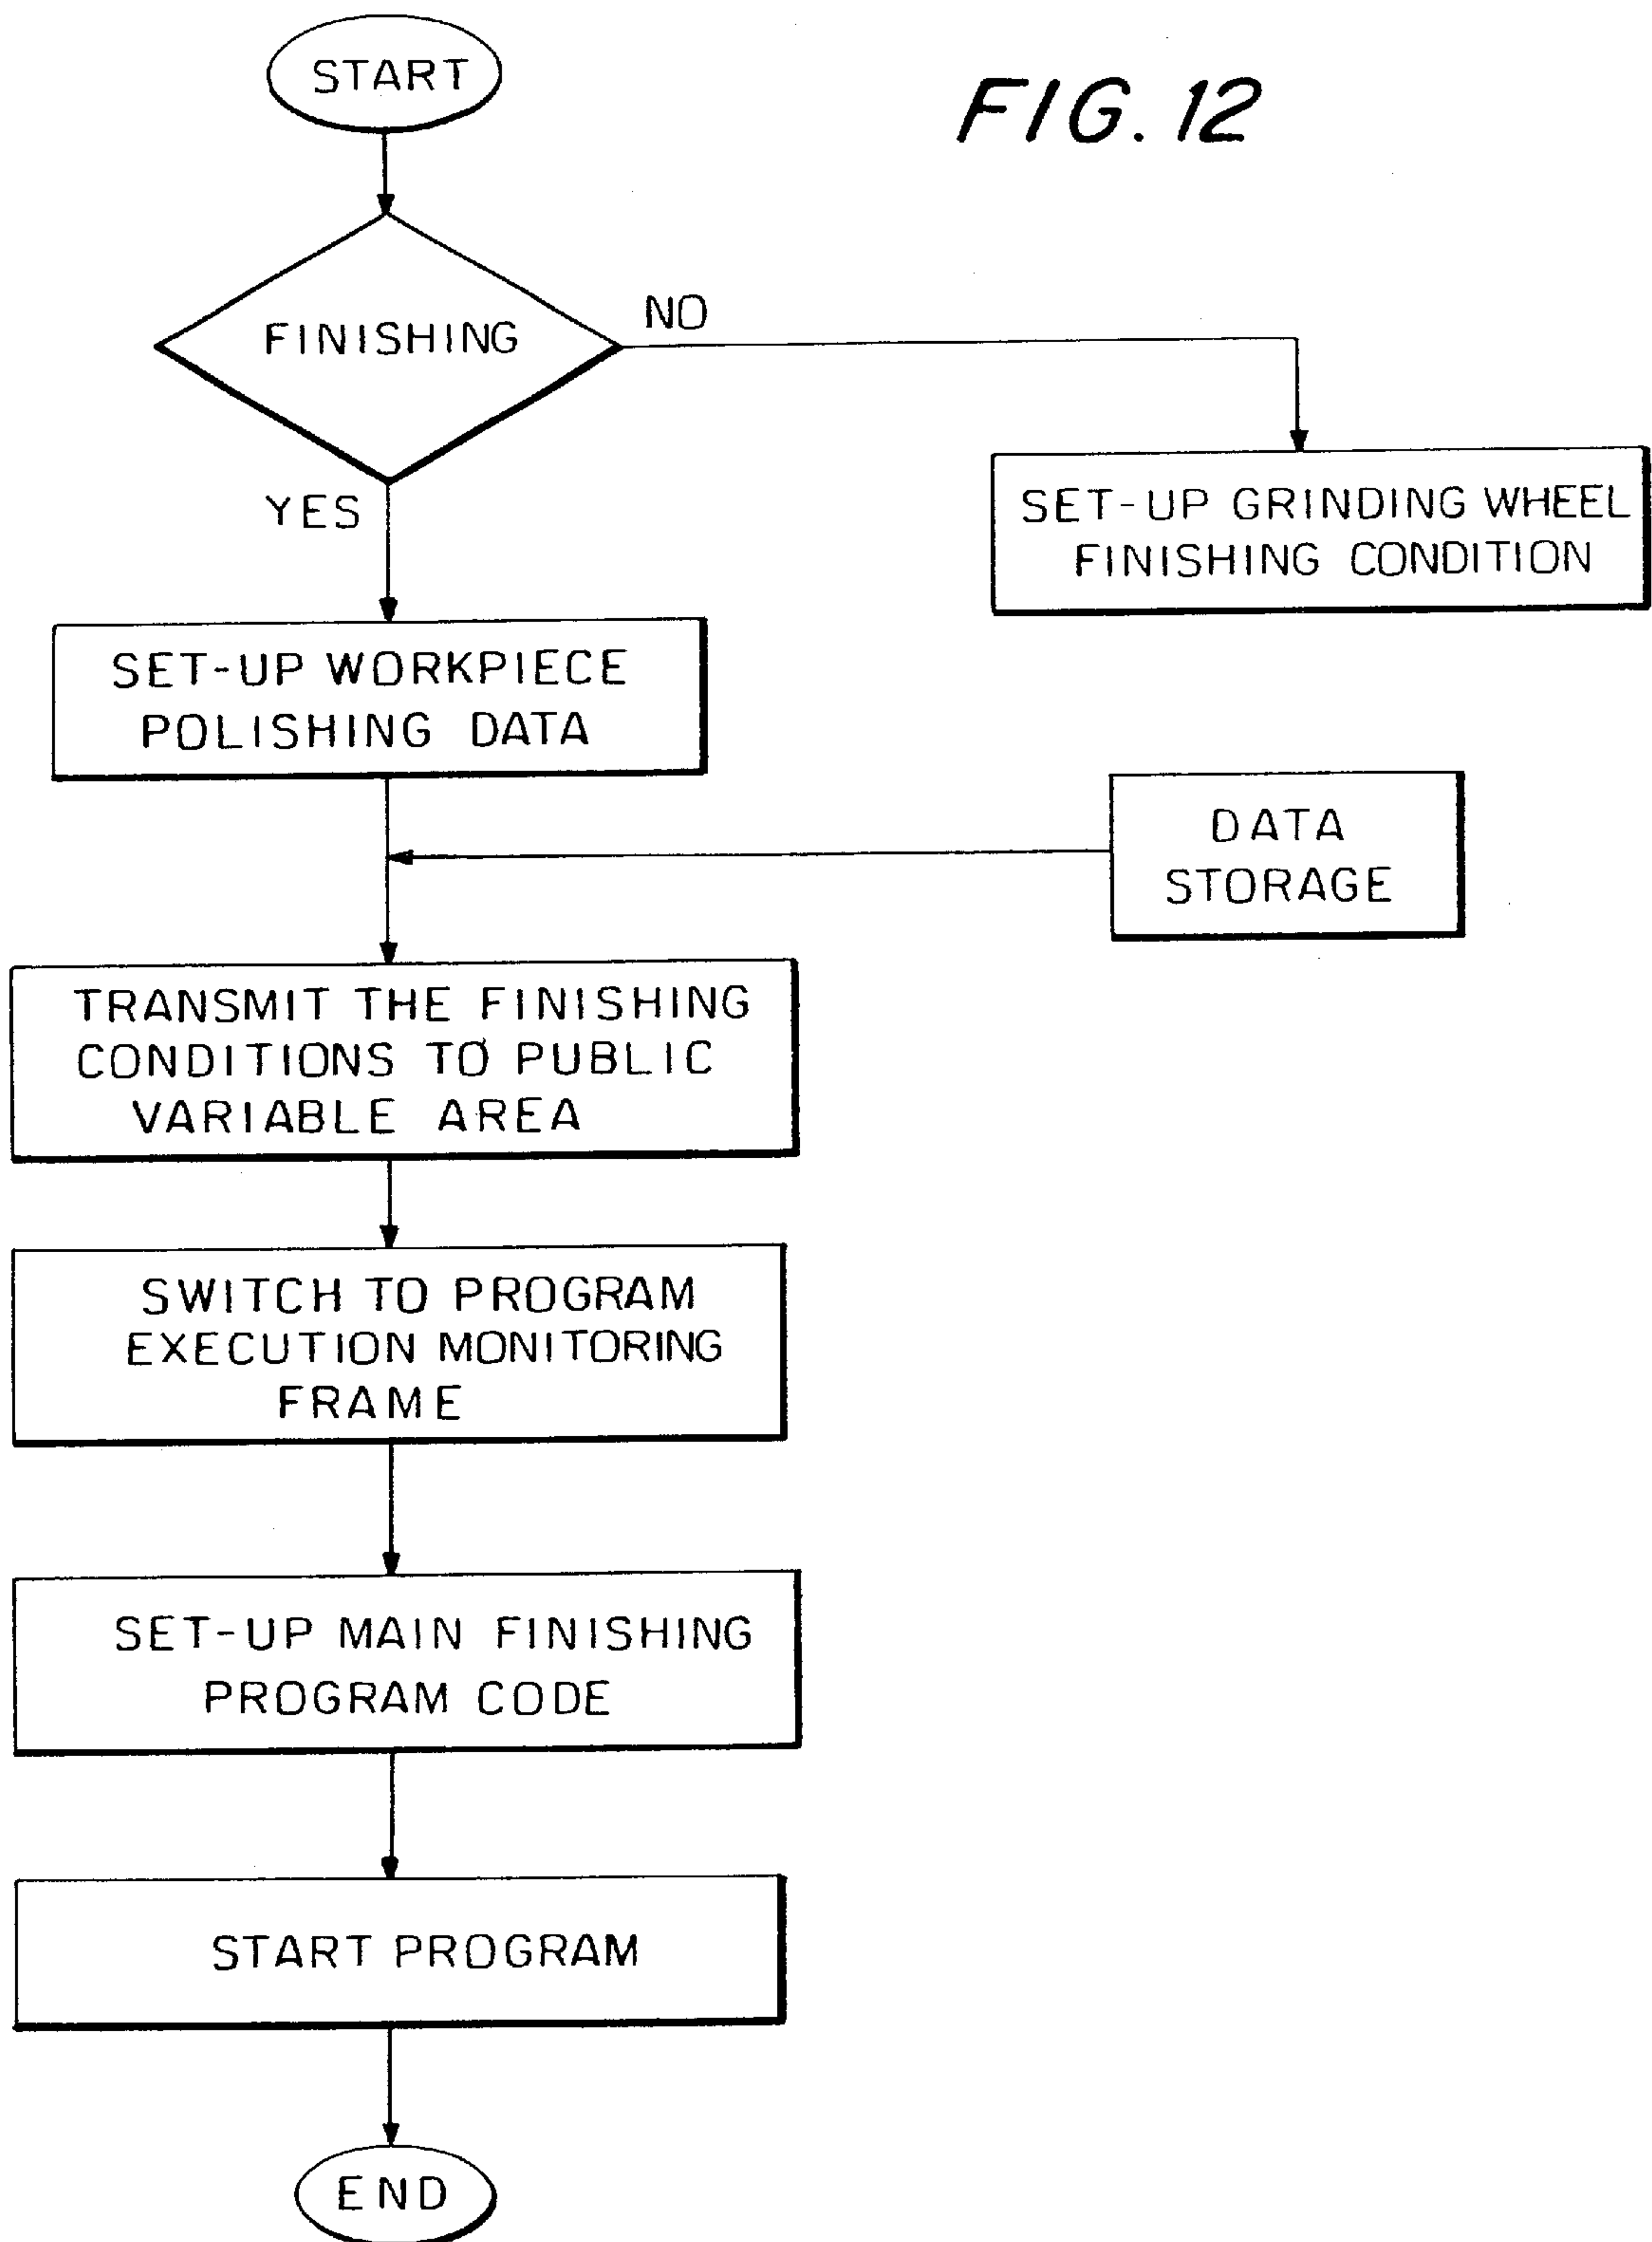 START
FIG. 12
FINISHING
NO
YES
SET-UP GRINDING WHEEL
FINISHING CONDITION
SET-UP WORKPIECE
POLISHING DATA
DATA
STORAGE
TRANSMIT THE FINISHING
CONDITIONS TO PUBLIC
VARIABLE AREA
SWITCH TO PROGRAM
EXECUTION MONITORING
FRAME
SET-UP MAIN FINISHING
PROGRAM CODE
START PROGRAM
END